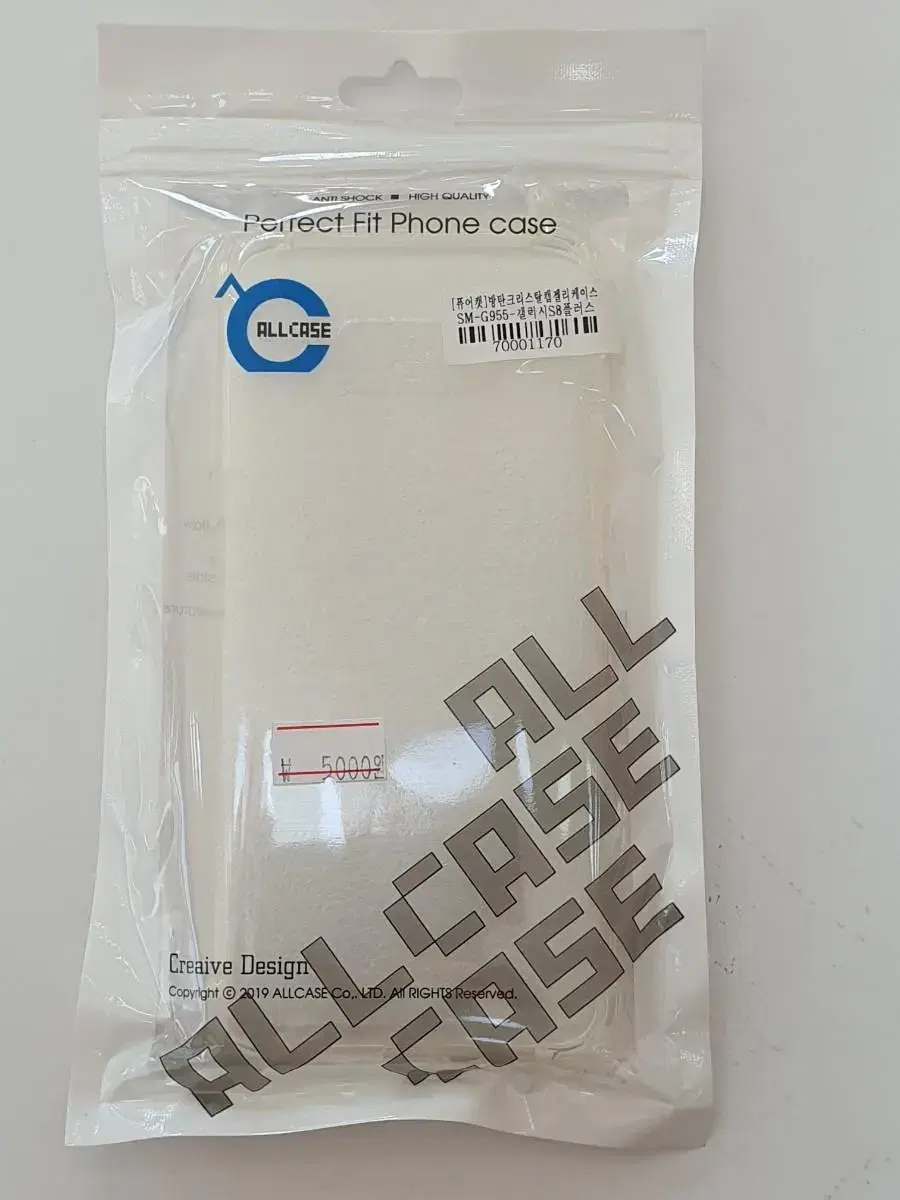 ANTI SHOCK ■ HIGH QUALITY
Perfect Fit Phone case
ALLCASE
[퓨어캣]방탄크리스탈캡젤리케이스
SM-G955-갤럭시S8플러스
70001170
₩ 5000원
ALL
ALLCASE
CASE
Creaive Design
Copyright © 2019 ALLCASE Co,. LTD. All RIGHTS Reserved.